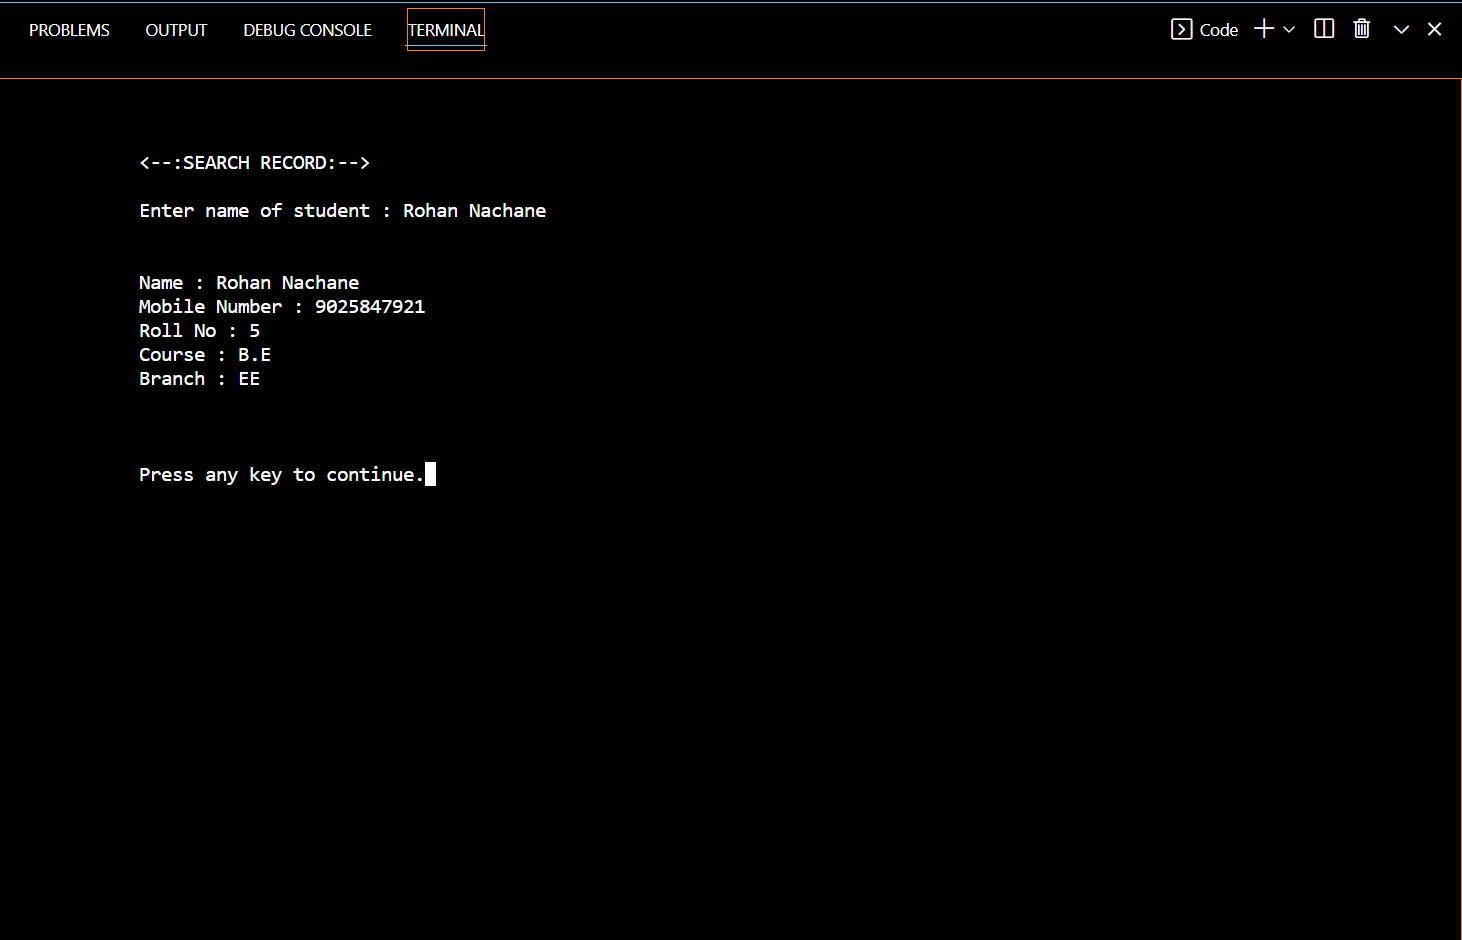 PROBLEMS OUTPUT DEBUG CONSOLE TERMINAL Code
<--:SEARCH RECORD:-->
Enter name of student : Rohan Nachane
Name : Rohan Nachane
Mobile Number : 9025847921
Roll No : 5
Course : B.E
Branch : EE
Press any key to continue.